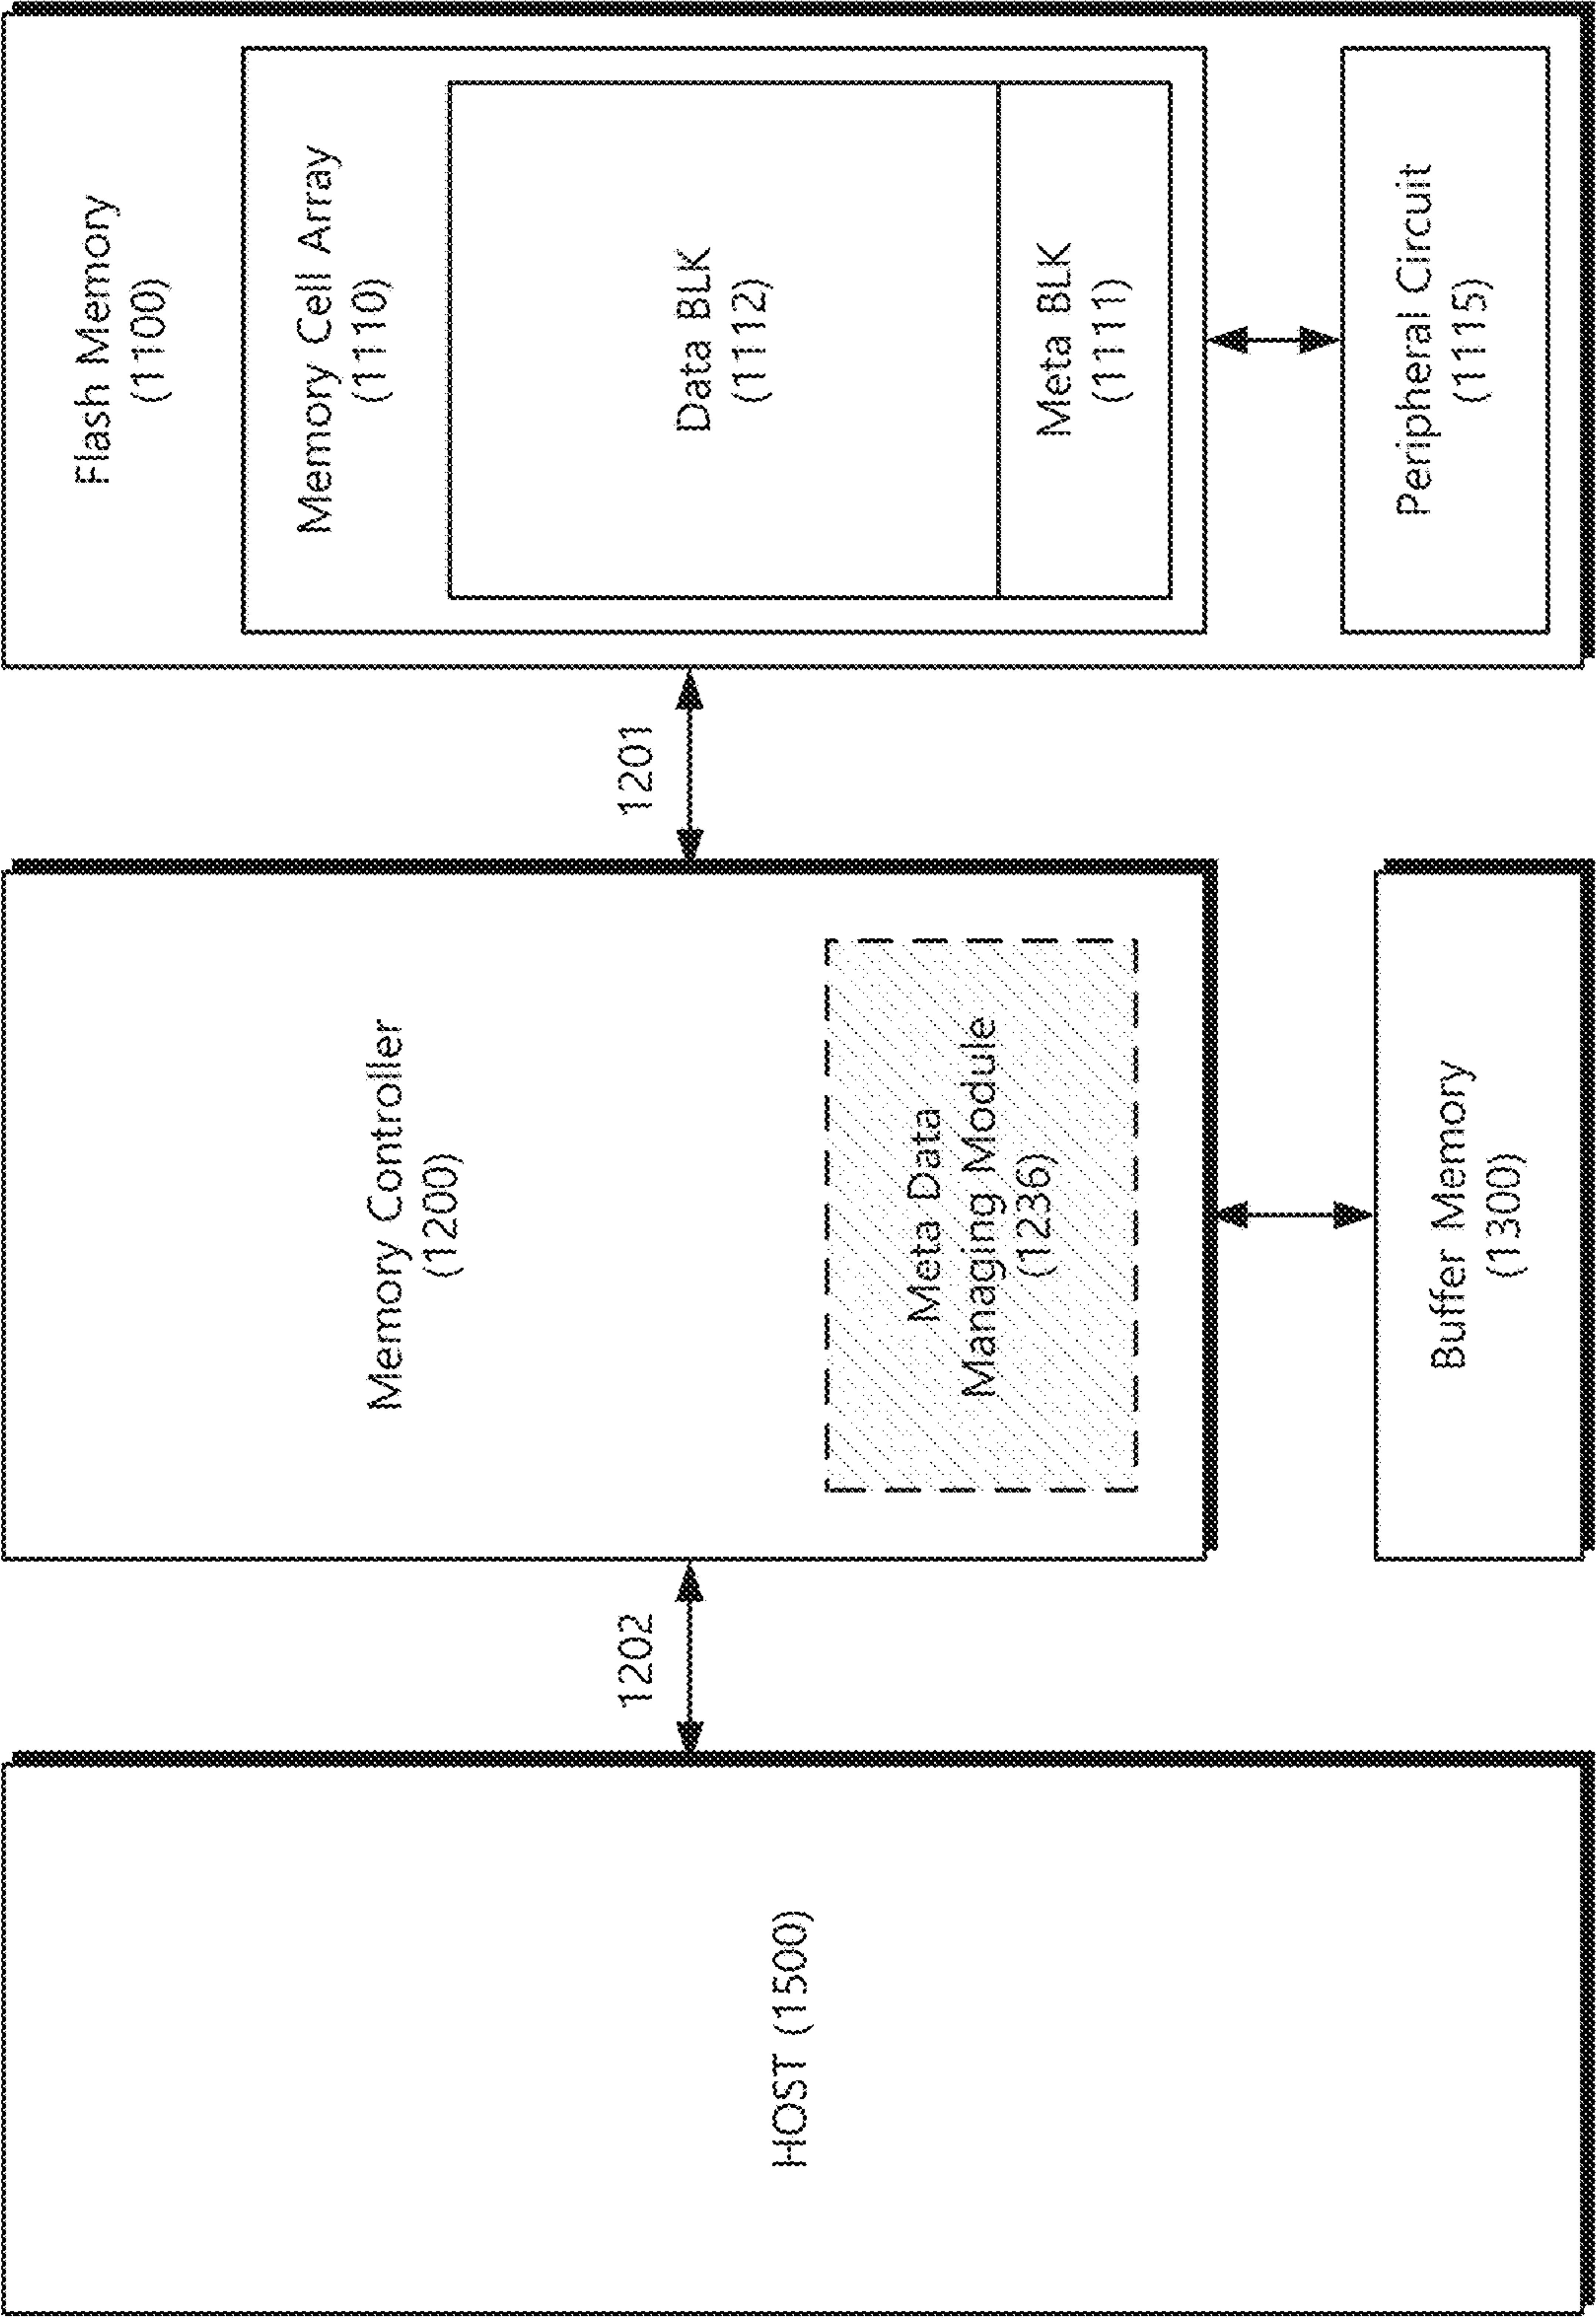 HOST (1500)
1202
Memory Controller
(1200)
Meta Data
Managing Module
(1236)
Buffer Memory
(1300)
1201
Flash Memory
(1100)
Memory Cell Array
(1110)
Data BLK
(1112)
Meta BLK
(1111)
Peripheral Circuit
(1115)